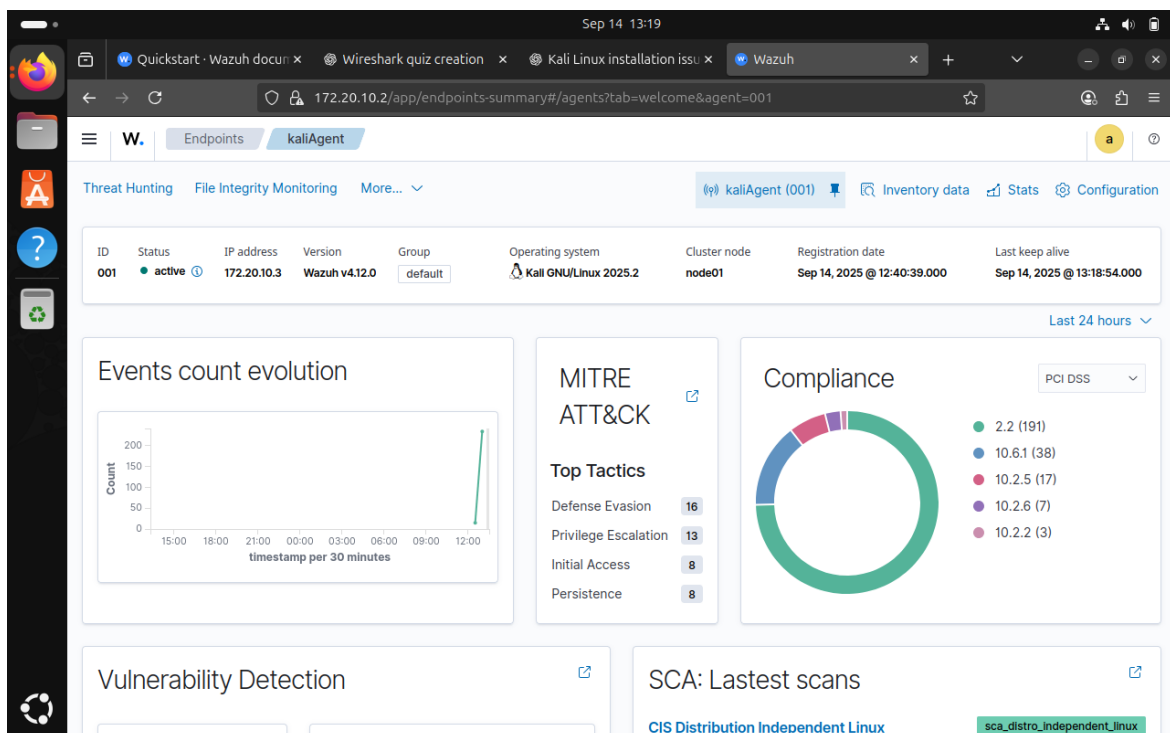 Sep 14 13:19
Quickstart · Wazuh docum
Wireshark quiz creation
Kali Linux installation issu
Wazuh
172.20.10.2/app/endpoints-summary#/agents?tab=welcome&agent=001
W. Endpoints kaliAgent a
Threat Hunting File Integrity Monitoring More... kaliAgent (001) Inventory data Stats Configuration
ID Status IP address Version Group Operating system Cluster node Registration date Last keep alive
001 active 172.20.10.3 Wazuh v4.12.0 default Kali GNU/Linux 2025.2 node01 Sep 14, 2025 @ 12:40:39.000 Sep 14, 2025 @ 13:18:54.000
Last 24 hours
Events count evolution
Count
200
150
100
50
0
15:00 18:00 21:00 00:00 03:00 06:00 09:00 12:00
timestamp per 30 minutes
MITRE
ATT&CK
Top Tactics
Defense Evasion 16
Privilege Escalation 13
Initial Access 8
Persistence 8
Compliance
PCI DSS
2.2 (191)
10.6.1 (38)
10.2.5 (17)
10.2.6 (7)
10.2.2 (3)
Vulnerability Detection
SCA: Lastest scans
CIS Distribution Independent Linux
sca_distro_independent_linux